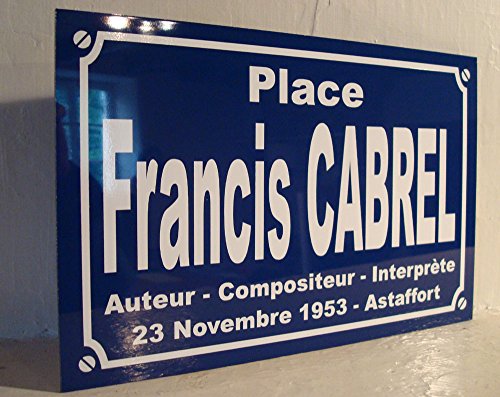 Place
Francis CABREL
Auteur - Compositeur - Interprète
23 Novembre 1953 - Astaffort